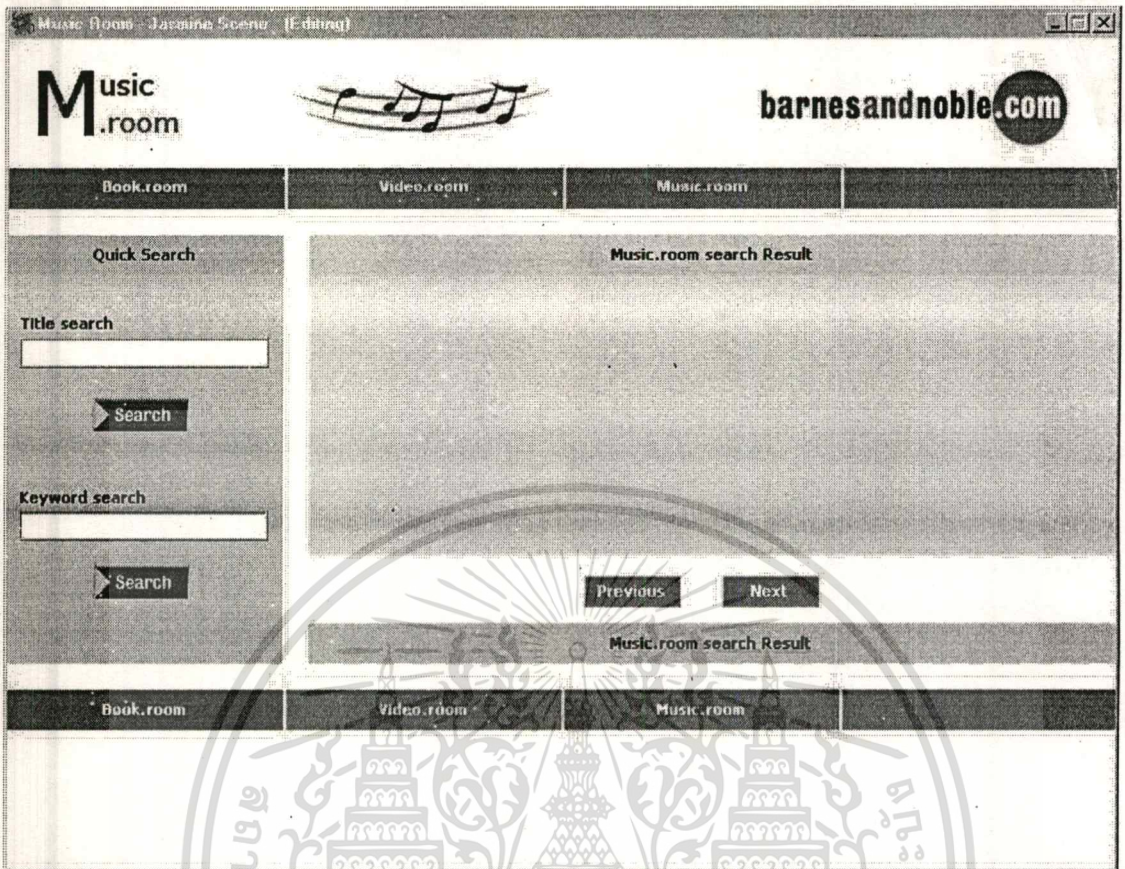 Music Room - Jasmine Scene (Editing)
Music
.room
barnesandnoble.com
Book.room Video.room Music.room
Quick Search
Music.room search Result
Title search
Search
Keyword search
Search
Previous Next
Music.room search Result
Book.room Video.room Music.room